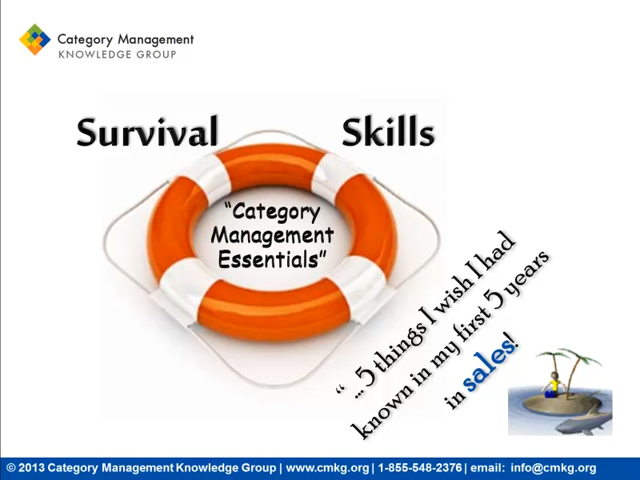 Category Management
KNOWLEDGE GROUP
Survival Skills
“Category
Management
Essentials”
“... 5 things I wish I had
known in my first 5 years
in sales!
© 2013 Category Management Knowledge Group | www.cmkg.org | 1-855-548-2376 | email: info@cmkg.org